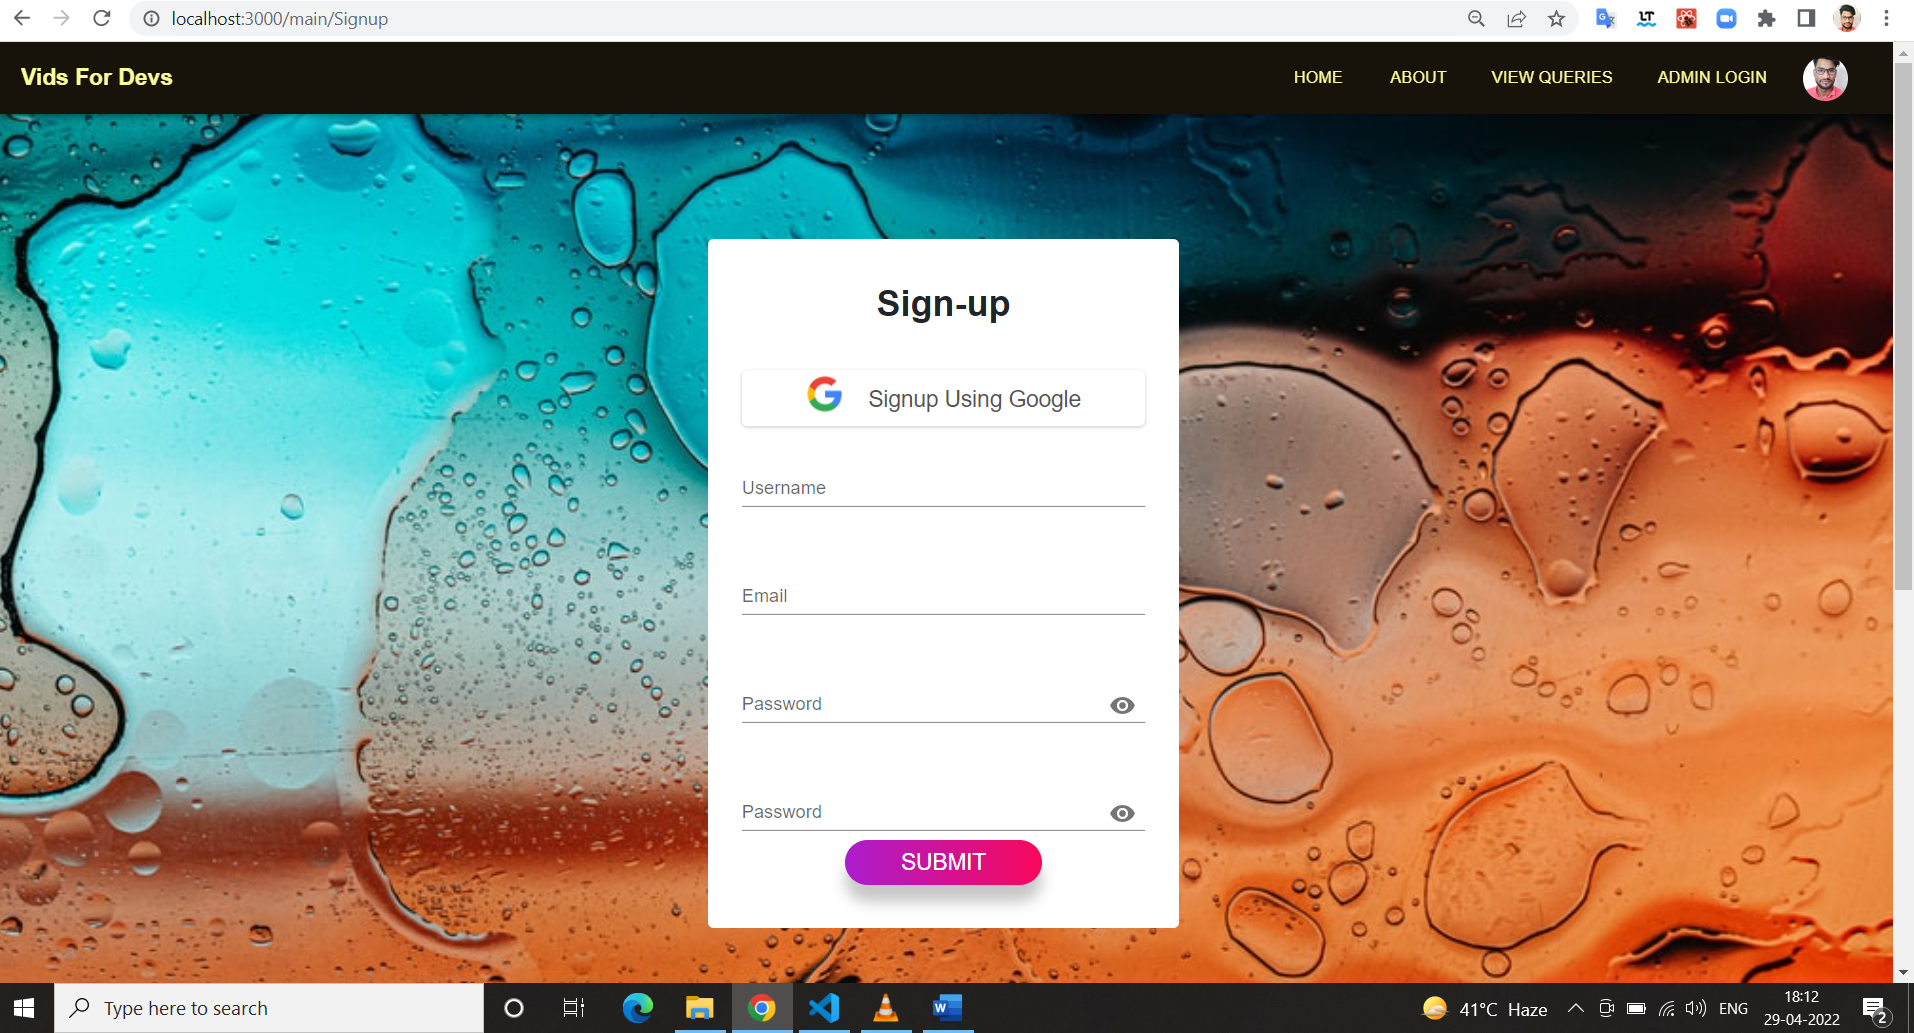 localhost:3000/main/Signup
Vids For Devs
HOME
ABOUT
VIEW QUERIES
ADMIN LOGIN
Sign-up
Signup Using Google
Username
Email
Password
Password
SUBMIT
Type here to search
41°C Haze
ENG
18:12
29-04-2022
2